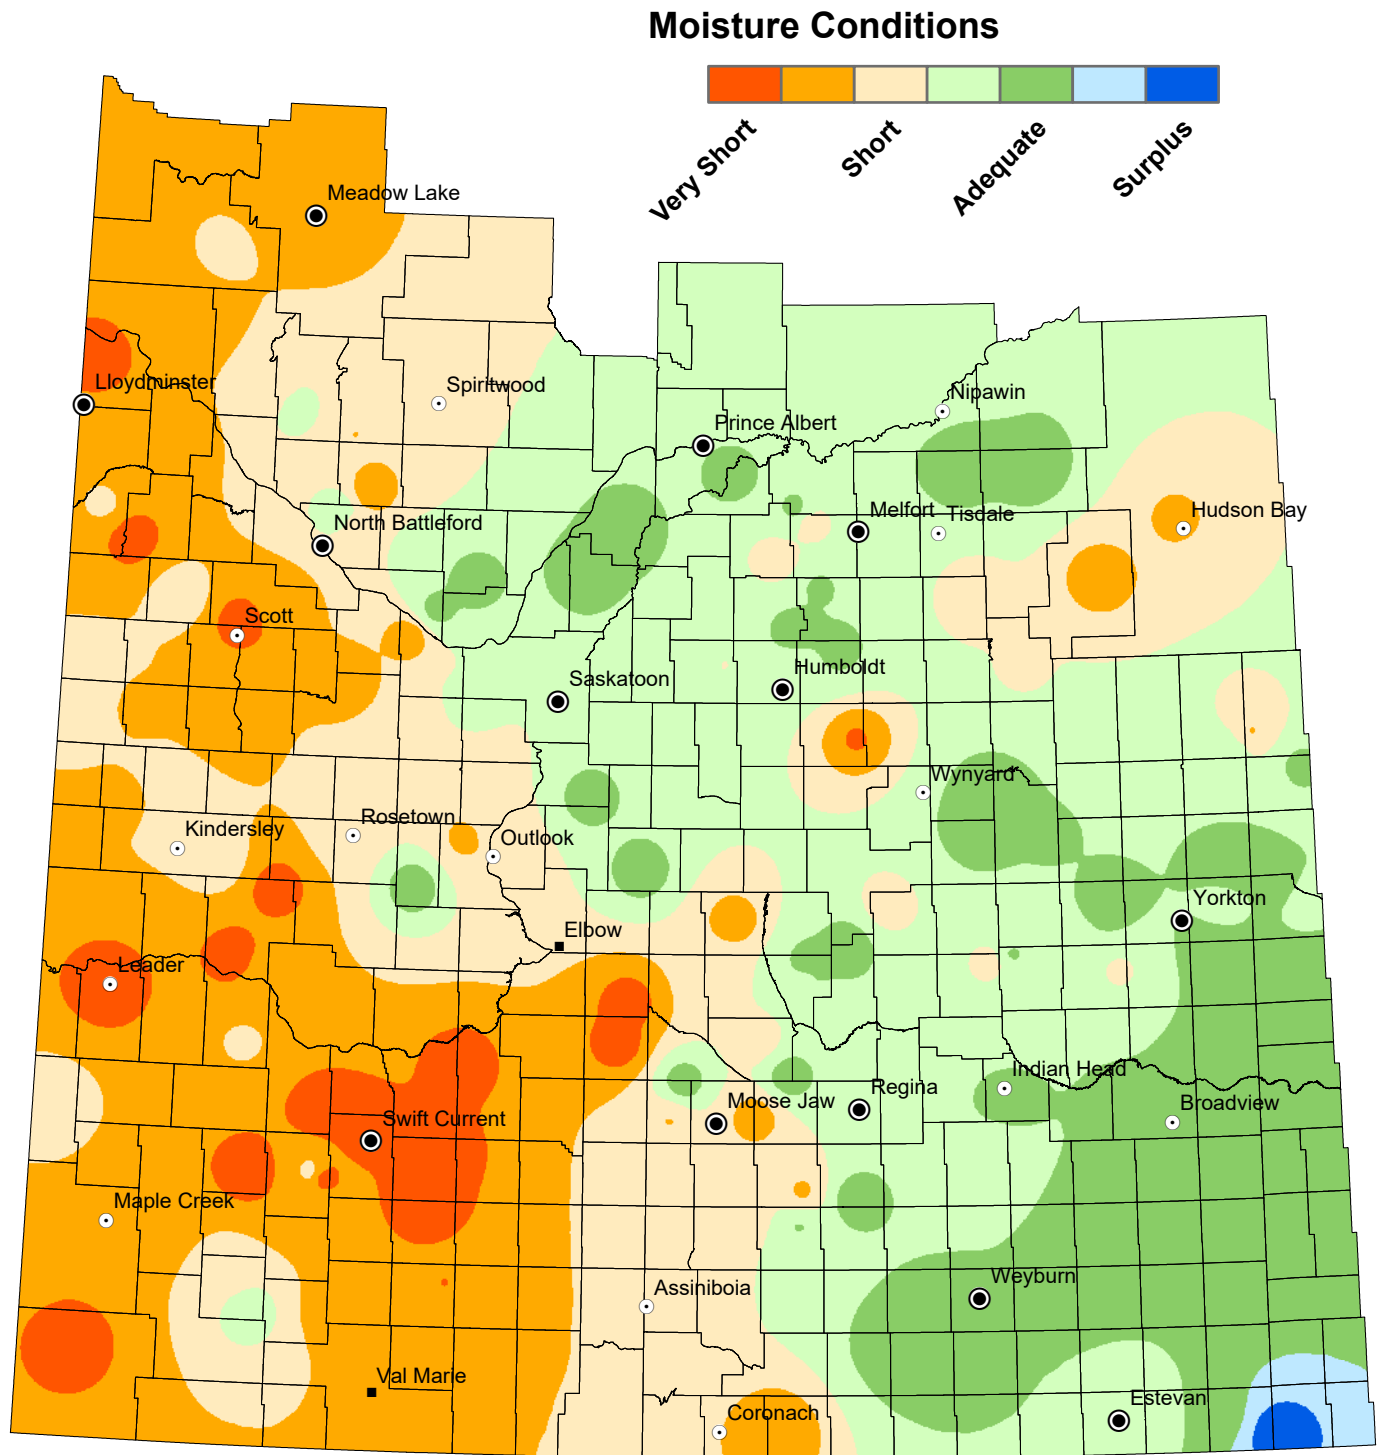 Moisture Conditions
Very Short
Short
Adequate
Surplus
Meadow Lake
Lloydminster
Spiritwood
Nipawin
Prince Albert
North Battleford
Melfort
Tisdale
Hudson Bay
Scott
Saskatoon
Humboldt
Wynyard
Kindersley
Rosetown
Outlook
Yorkton
Elbow
Leader
Indian Head
Regina
Moose Jaw
Broadview
Swift Current
Maple Creek
Assiniboia
Weyburn
Val Marie
Estevan
Coronach